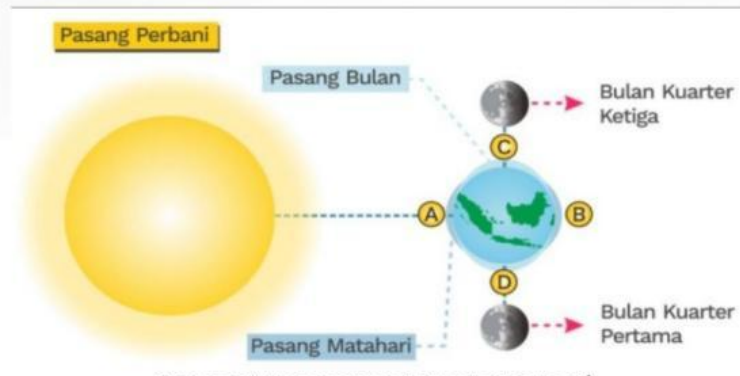 Pasang Perbani
Pasang Bulan
Bulan Kuarter
Ketiga
C
A
B
D
Bulan Kuarter
Pertama
Pasang Matahari